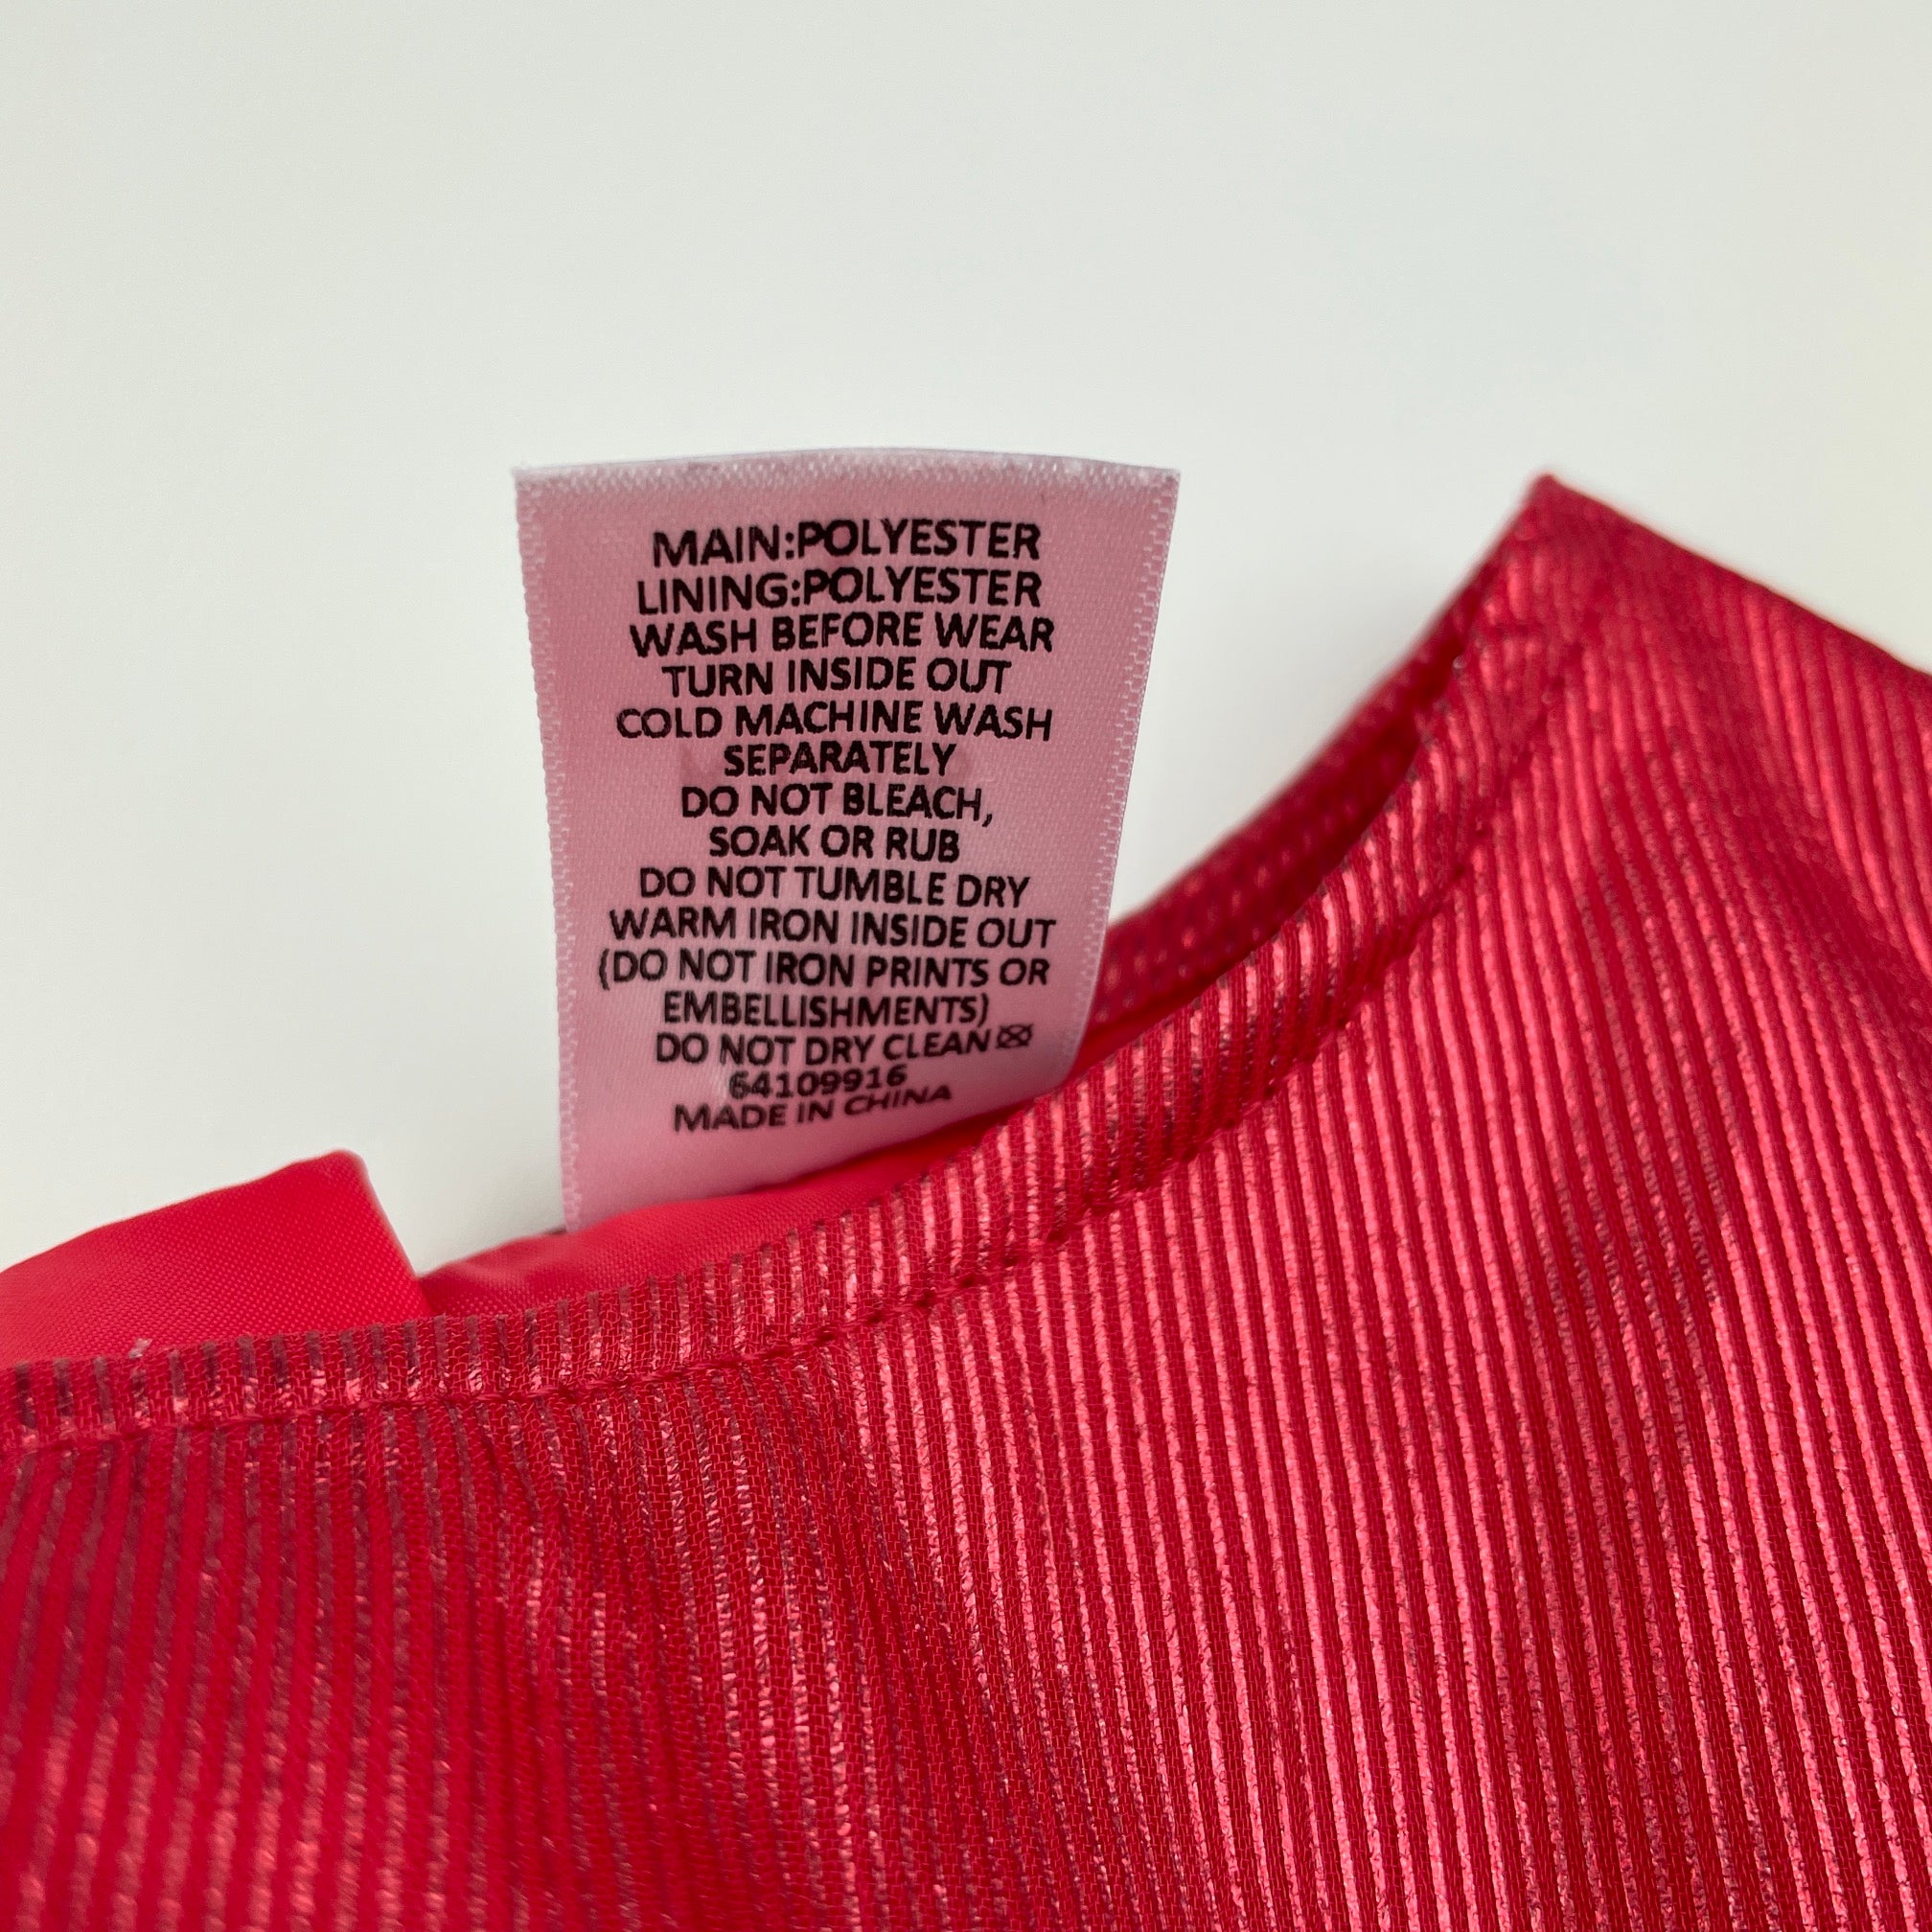 MAIN:POLYESTER
LINING:POLYESTER
WASH BEFORE WEAR
TURN INSIDE OUT
COLD MACHINE WASH
SEPARATELY
DO NOT BLEACH,
SOAK OR RUB
DO NOT TUMBLE DRY
WARM IRON INSIDE OUT
(DO NOT IRON PRINTS OR
EMBELLISHMENTS)
DO NOT DRY CLEAN
64109916
MADE IN CHINA